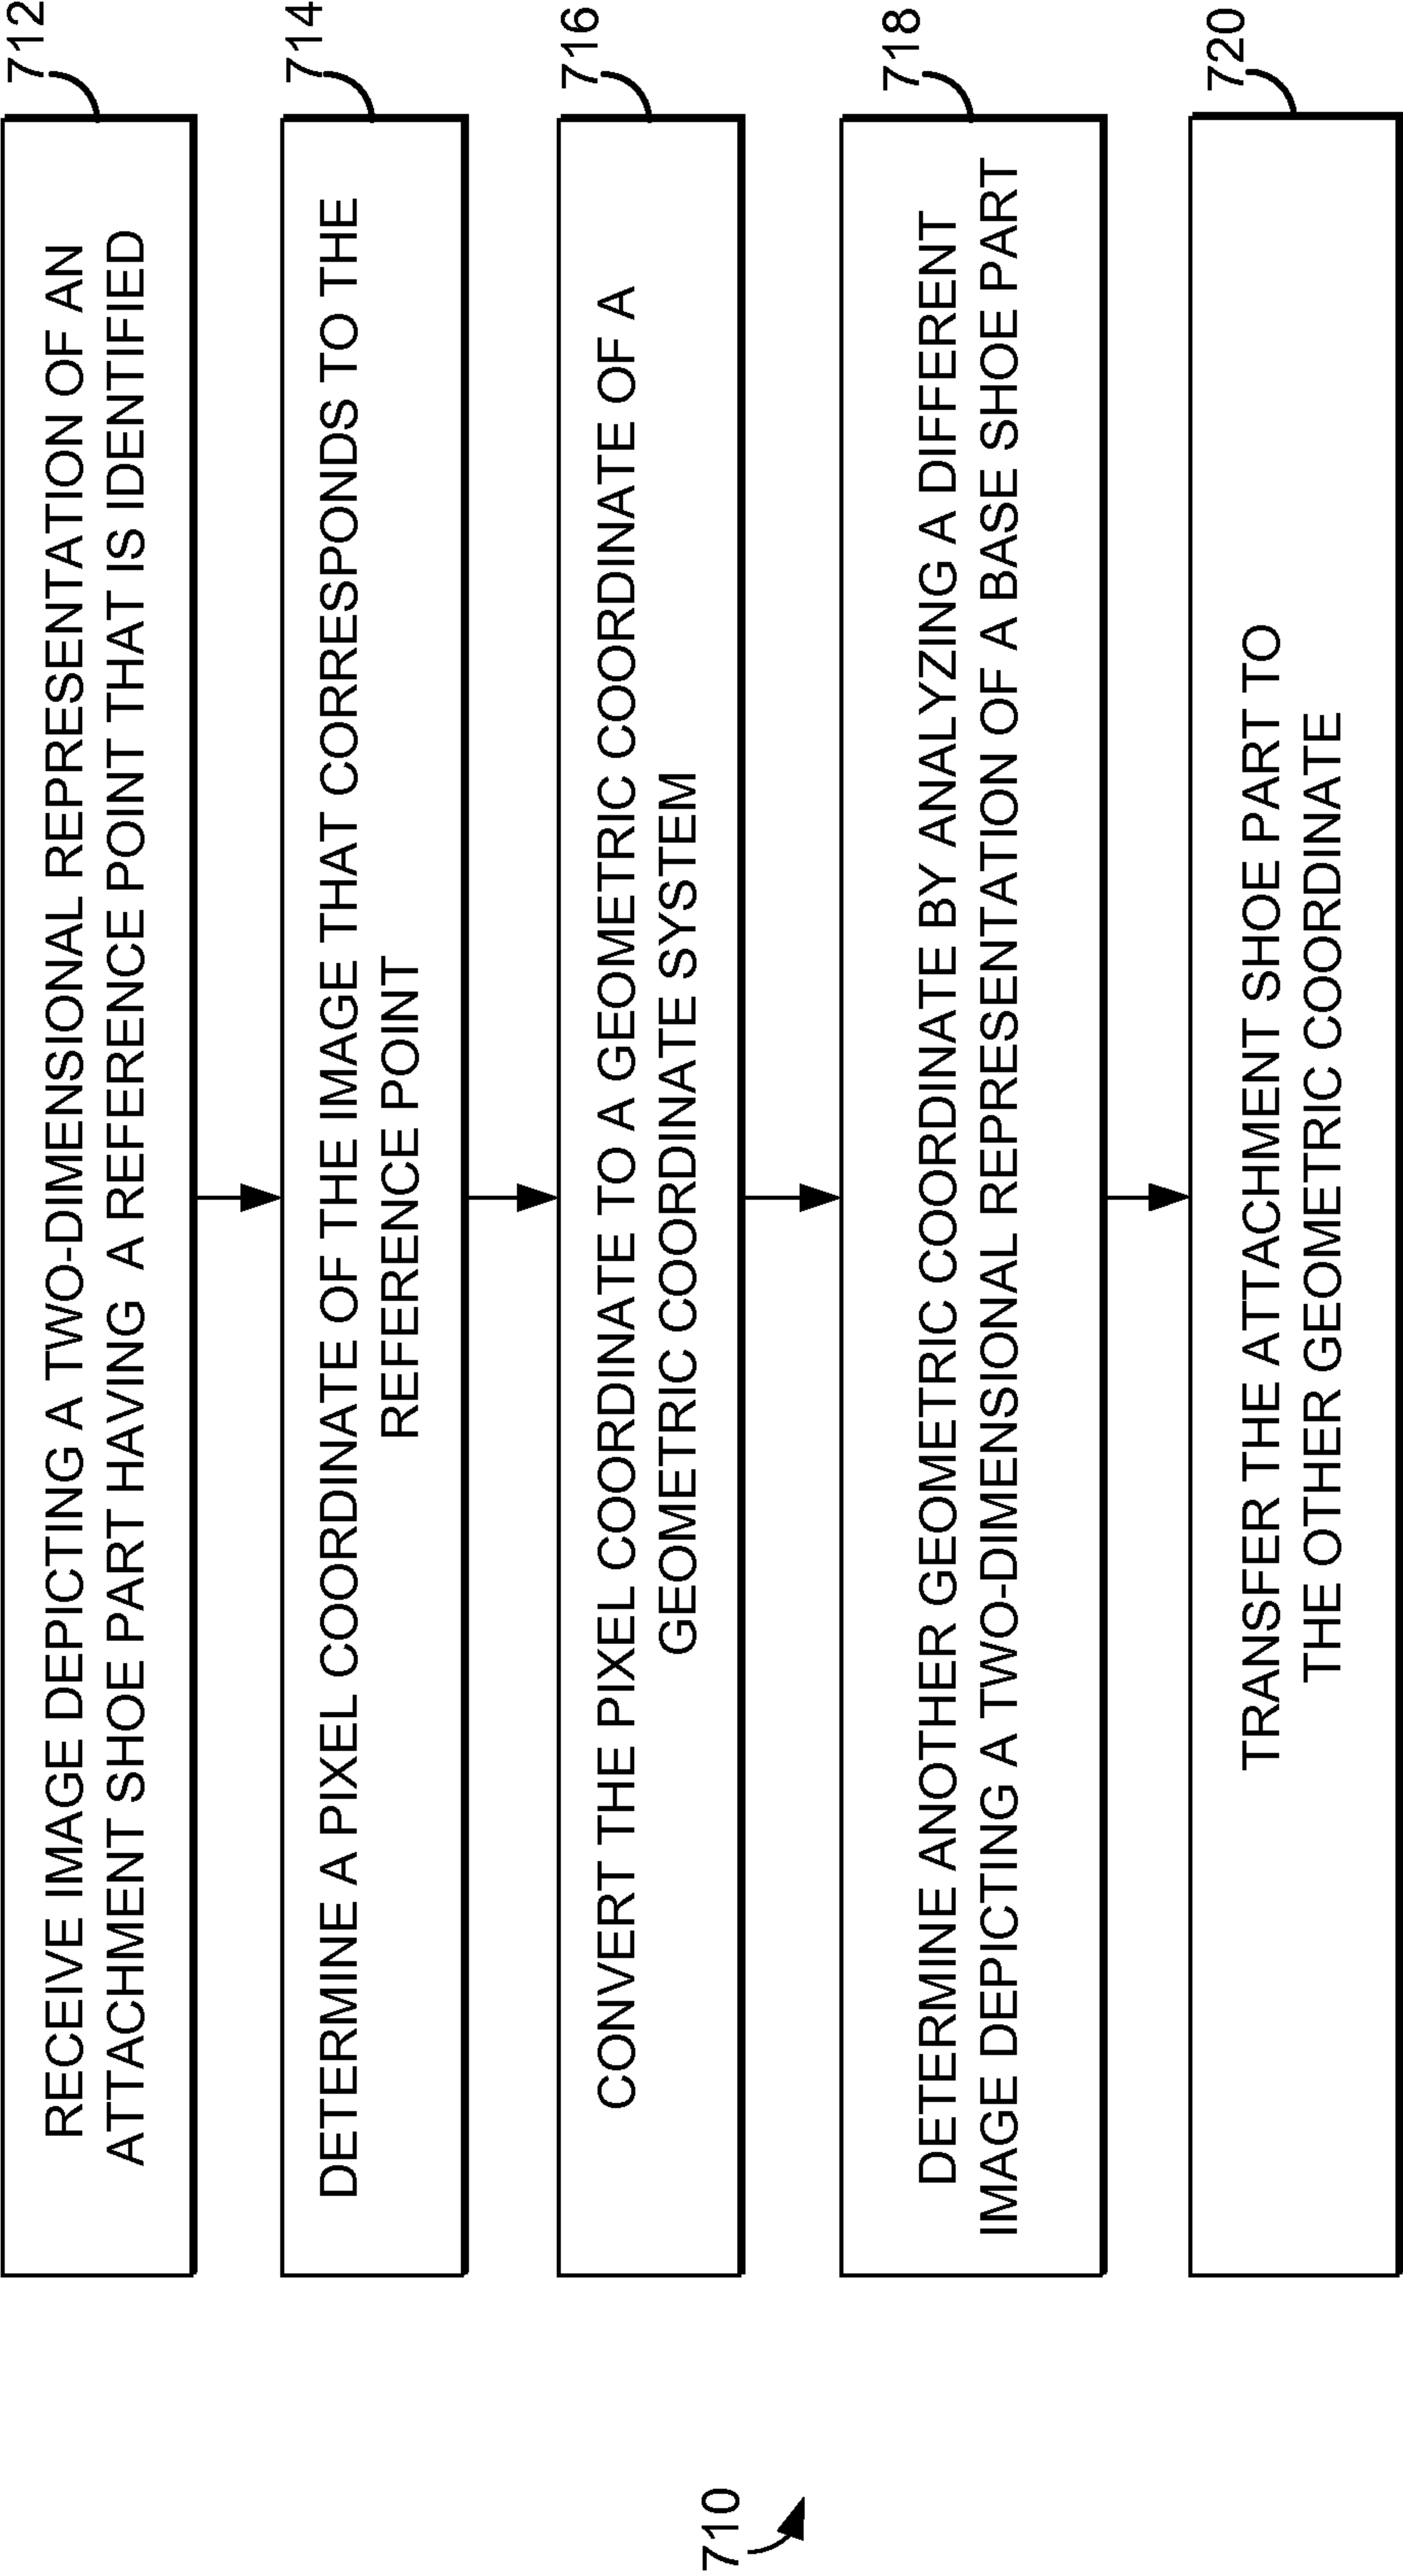 710
712
RECEIVE IMAGE DEPICTING A TWO-DIMENSIONAL REPRESENTATION OF AN
ATTACHMENT SHOE PART HAVING A REFERENCE POINT THAT IS IDENTIFIED
714
DETERMINE A PIXEL COORDINATE OF THE IMAGE THAT CORRESPONDS TO THE
REFERENCE POINT
716
CONVERT THE PIXEL COORDINATE TO A GEOMETRIC COORDINATE OF A
GEOMETRIC COORDINATE SYSTEM
718
DETERMINE ANOTHER GEOMETRIC COORDINATE BY ANALYZING A DIFFERENT
IMAGE DEPICTING A TWO-DIMENSIONAL REPRESENTATION OF A BASE SHOE PART
720
TRANSFER THE ATTACHMENT SHOE PART TO
THE OTHER GEOMETRIC COORDINATE